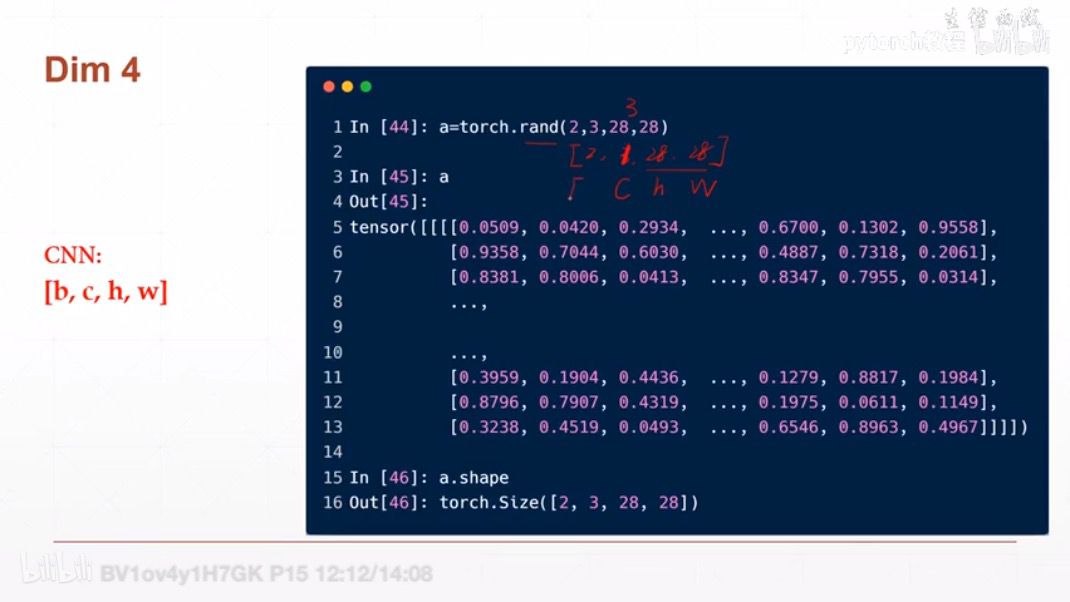 pytorch教程
Dim 4
3
1 In [44]: a=torch.rand(2,3,28,28)
2
[2, 1, 28, 28]
3 In [45]: a
[ C h W
4 Out[45]:
5 tensor([[[[0.0509, 0.0420, 0.2934, ..., 0.6700, 0.1302, 0.9558],
6 [0.9358, 0.7044, 0.6030, ..., 0.4887, 0.7318, 0.2061],
7 [0.8381, 0.8006, 0.0413, ..., 0.8347, 0.7955, 0.0314],
8 ...,
9
10 ...,
11 [0.3959, 0.1904, 0.4436, ..., 0.1279, 0.8817, 0.1984],
12 [0.8796, 0.7907, 0.4319, ..., 0.1975, 0.0611, 0.1149],
13 [0.3238, 0.4519, 0.0493, ..., 0.6546, 0.8963, 0.4967]]]])
14
15 In [46]: a.shape
16 Out[46]: torch.Size([2, 3, 28, 28])
CNN:
[b, c, h, w]
bilibili BV1ov4y1H7GK P15 12:12/14:08